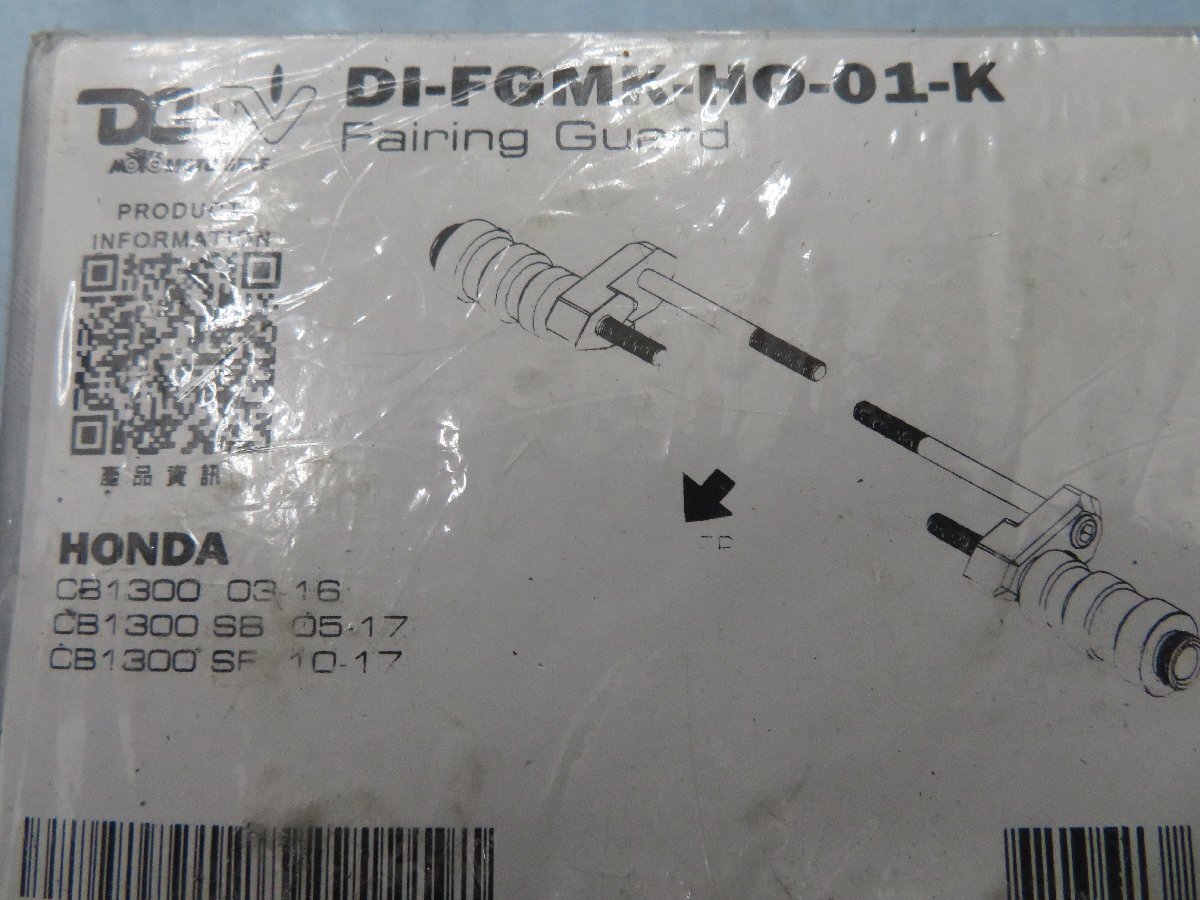 DI-FGMK-HO-01-K
Fairing Guard
PRODUCT
INFORMATION
產品資訊
HONDA
CB1300 03-16
CB1300 SB 05-17
CB1300 SF 10-17